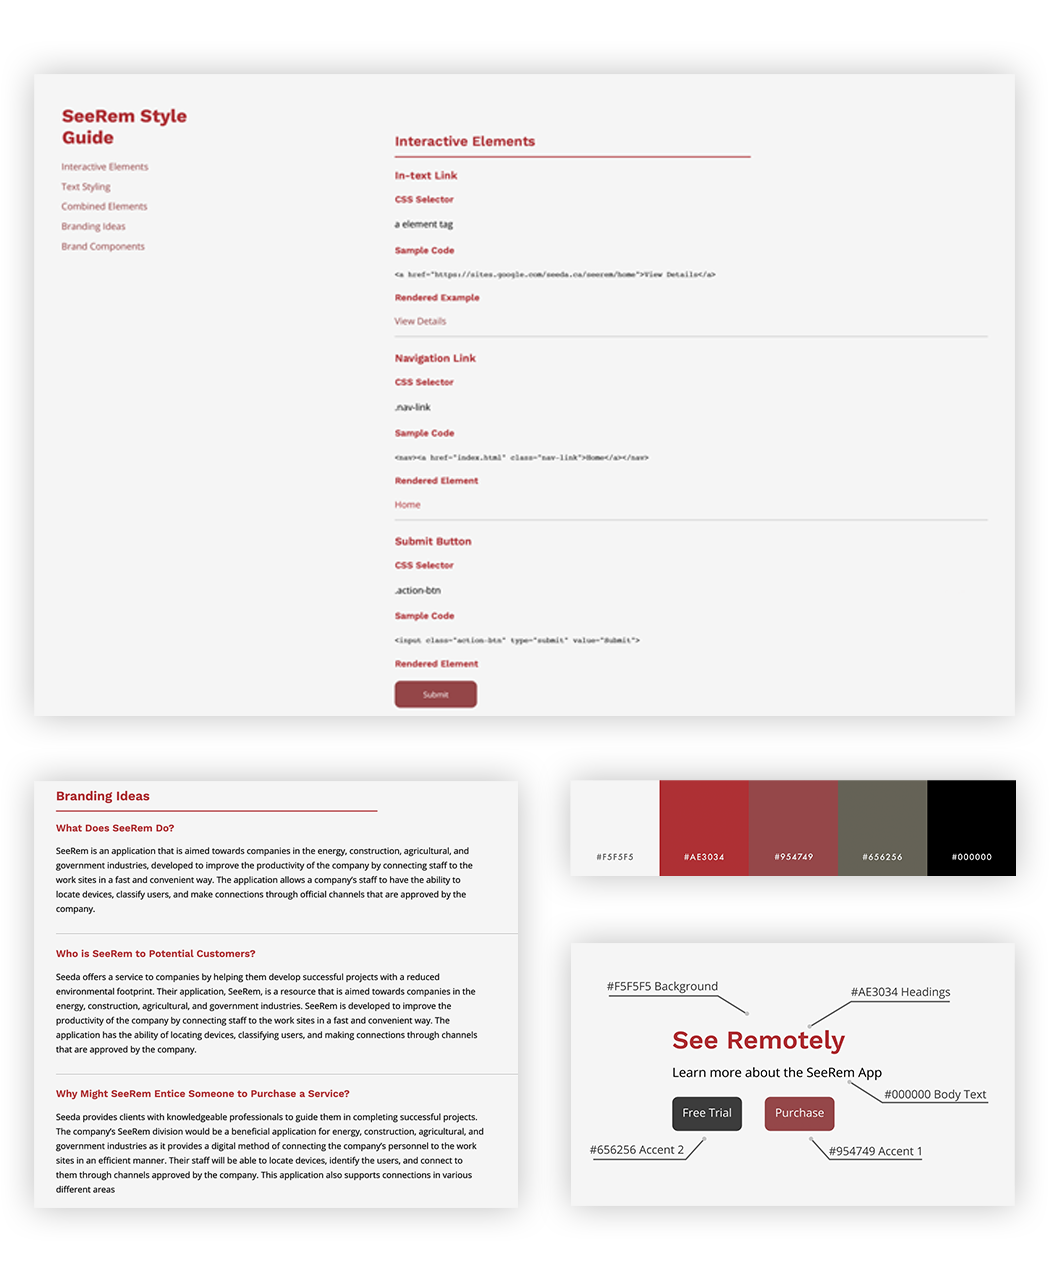 SeeRem Style
Guide
Interactive Elements
Text Styling
Combined Elements
Branding Ideas
Brand Components
Interactive Elements
In-text Link
CSS Selector
a element tag
Sample Code
<a href="https://sites.google.com/seeda.ca/seerem/home">View Details</a>
Rendered Example
View Details
Navigation Link
CSS Selector
.nav-link
Sample Code
<nav><a href="index.html" class="nav-link">Home</a></nav>
Rendered Element
Home
Submit Button
CSS Selector
.action-btn
Sample Code
<input class="action-btn" type="submit" value="Submit">
Rendered Element
Submit
Branding Ideas
What Does SeeRem Do?
SeeRem is an application that is aimed towards companies in the energy, construction, agricultural, and
government industries, developed to improve the productivity of the company by connecting staff to the
work sites in a fast and convenient way. The application allows a company's staff to have the ability to
locate devices, classify users, and make connections through official channels that are approved by the
company.
Who is SeeRem to Potential Customers?
Seeda offers a service to companies by helping them develop successful projects with a reduced
environmental footprint. Their application, SeeRem, is a resource that is aimed towards companies in the
energy, construction, agricultural, and government industries. SeeRem is developed to improve the
productivity of the company by connecting staff to the work sites in a fast and convenient way. The
application has the ability of locating devices, classifying users, and making connections through channels
that are approved by the company.
Why Might SeeRem Entice Someone to Purchase a Service?
Seeda provides clients with knowledgeable professionals to guide them in completing successful projects.
The company's SeeRem division would be a beneficial application for energy, construction, agricultural, and
government industries as it provides a digital method of connecting the company's personnel to the work
sites in an efficient manner. Their staff will be able to locate devices, identify the users, and connect to
them through channels approved by the company. This application also supports connections in various
different areas
#F5F5F5
#AE3034
#954749
#656256
#000000
#F5F5F5 Background
#AE3034 Headings
See Remotely
Learn more about the SeeRem App
#000000 Body Text
Free Trial
Purchase
#656256 Accent 2
#954749 Accent 1